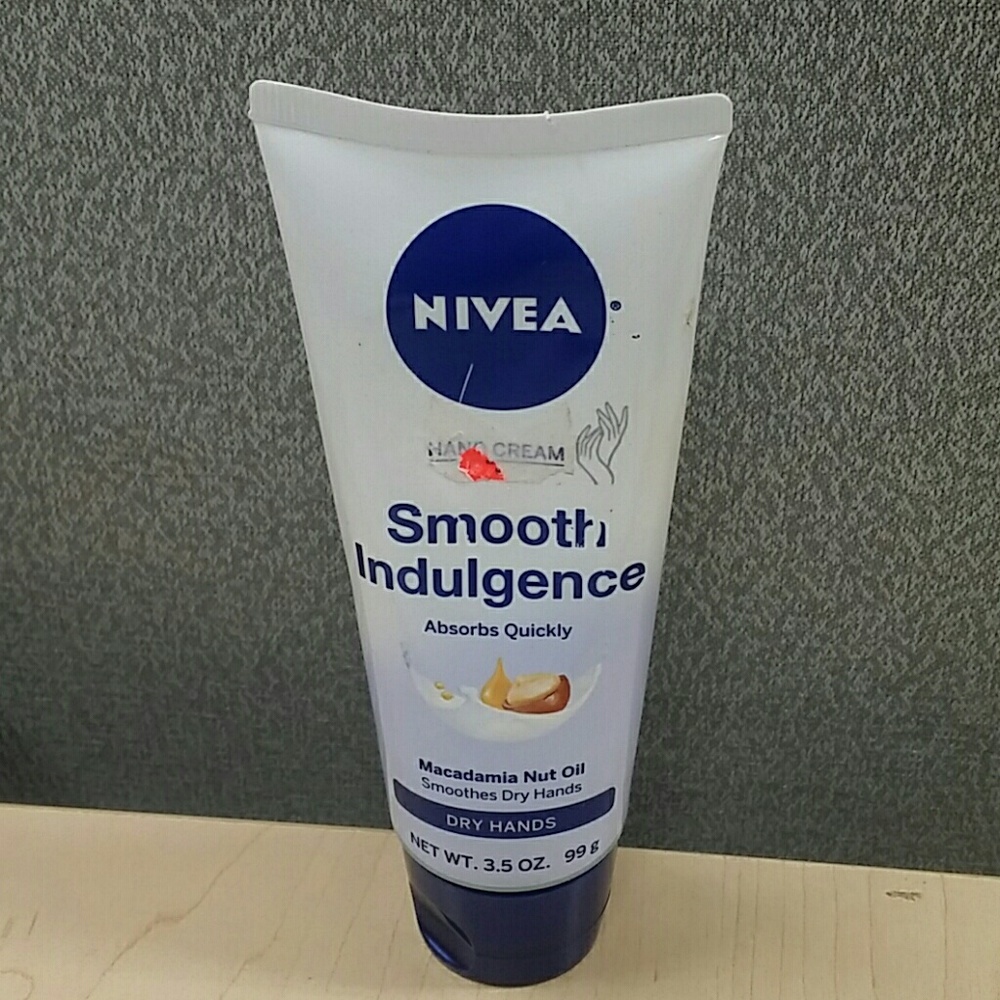 NIVEA®
HAND CREAM
Smooth
Indulgence
Absorbs Quickly
Macadamia Nut Oil
Smoothes Dry Hands
DRY HANDS
NET WT. 3.5 OZ. 99 g